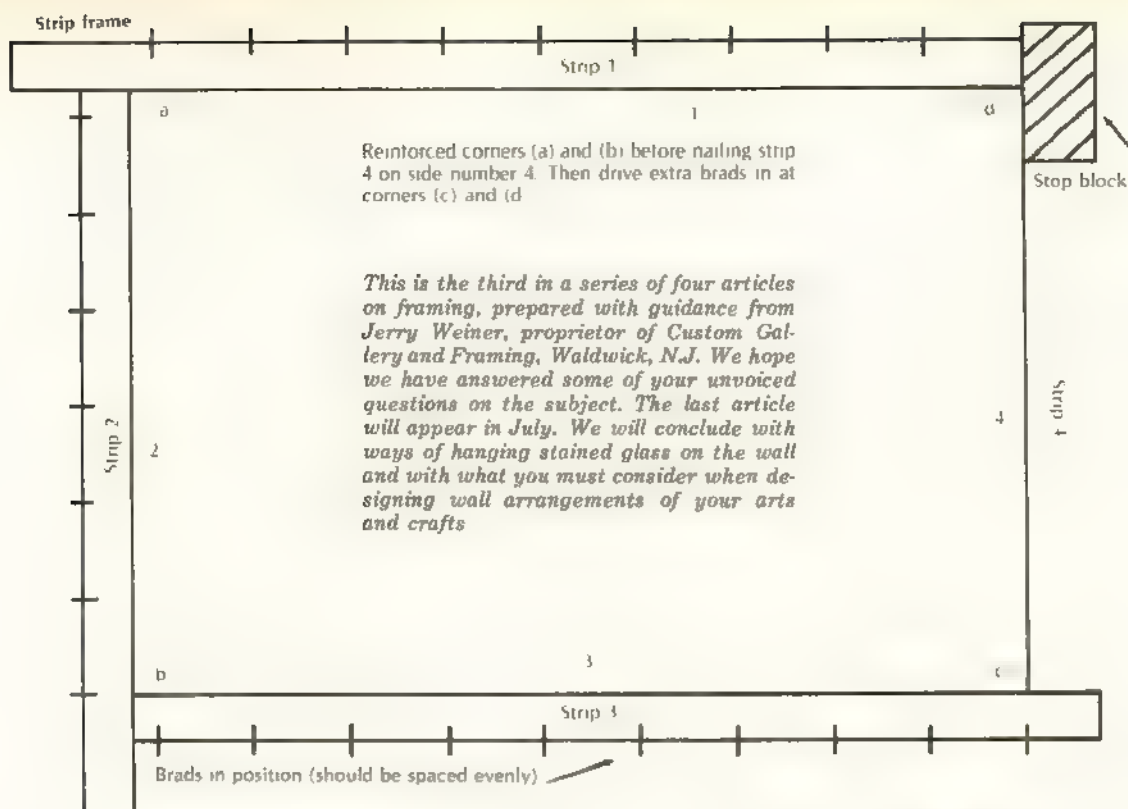 Strip frame
Strip 1
a
1
d
Reinforced corners (a) and (b) before nailing strip
4 on side number 4. Then drive extra brads in at
corners (c) and (d
Stop block
This is the third in a series of four articles
on framing, prepared with guidance from
Jerry Weiner, proprietor of Custom Gal-
lery and Framing, Waldwick, N.J. We hope
we have answered some of your unvoiced
questions on the subject. The last article
will appear in July. We will conclude with
ways of hanging stained glass on the wall
and with what you must consider when de-
signing wall arrangements of your arts
and crafts
Strip 2
2
4
Strip 4
b
3
c
Strip 3
Brads in position (should be spaced evenly)